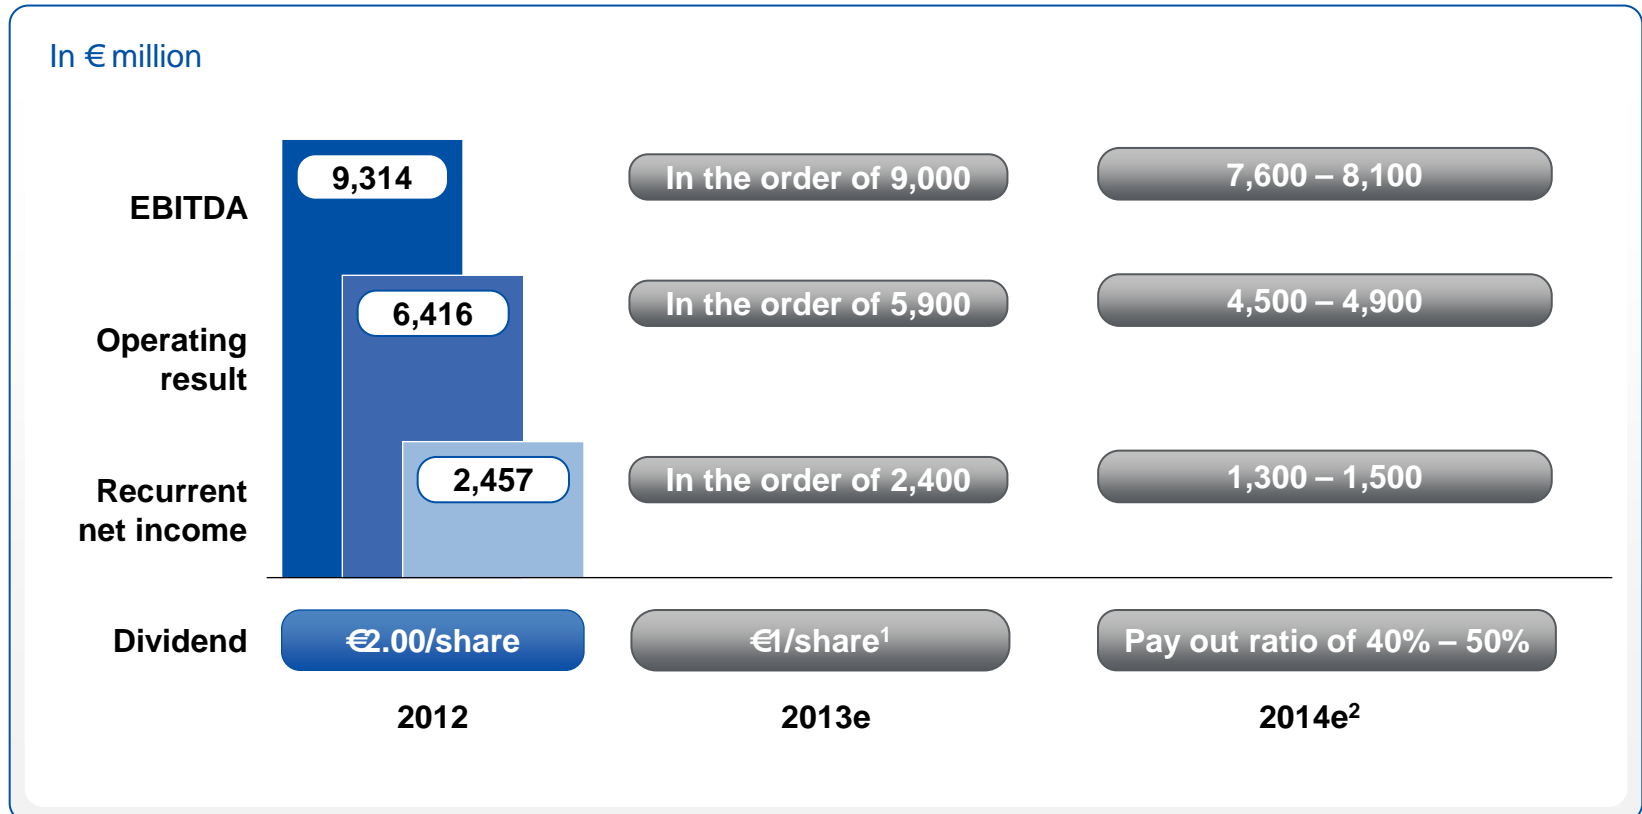 In € million
EBITDA
9,314
In the order of 9,000
7,600 – 8,100
Operating
result
6,416
In the order of 5,900
4,500 – 4,900
Recurrent
net income
2,457
In the order of 2,400
1,300 – 1,500
Dividend
€2.00/share
€1/share¹
Pay out ratio of 40% – 50%
2012
2013e
2014e²